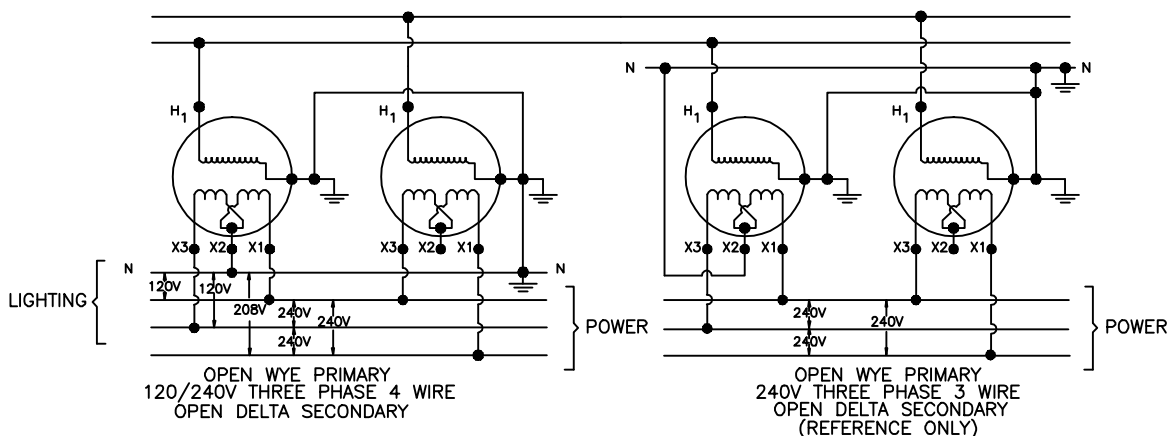 N
N
H1
H1
H1
H1
X3 X2 X1
X3 X2 X1
X3 X2 X1
X3 X2 X1
N
N
LIGHTING
120V
120V
208V
240V
240V
240V
POWER
240V
240V
240V
POWER
OPEN WYE PRIMARY
120/240V THREE PHASE 4 WIRE
OPEN DELTA SECONDARY
OPEN WYE PRIMARY
240V THREE PHASE 3 WIRE
OPEN DELTA SECONDARY
(REFERENCE ONLY)